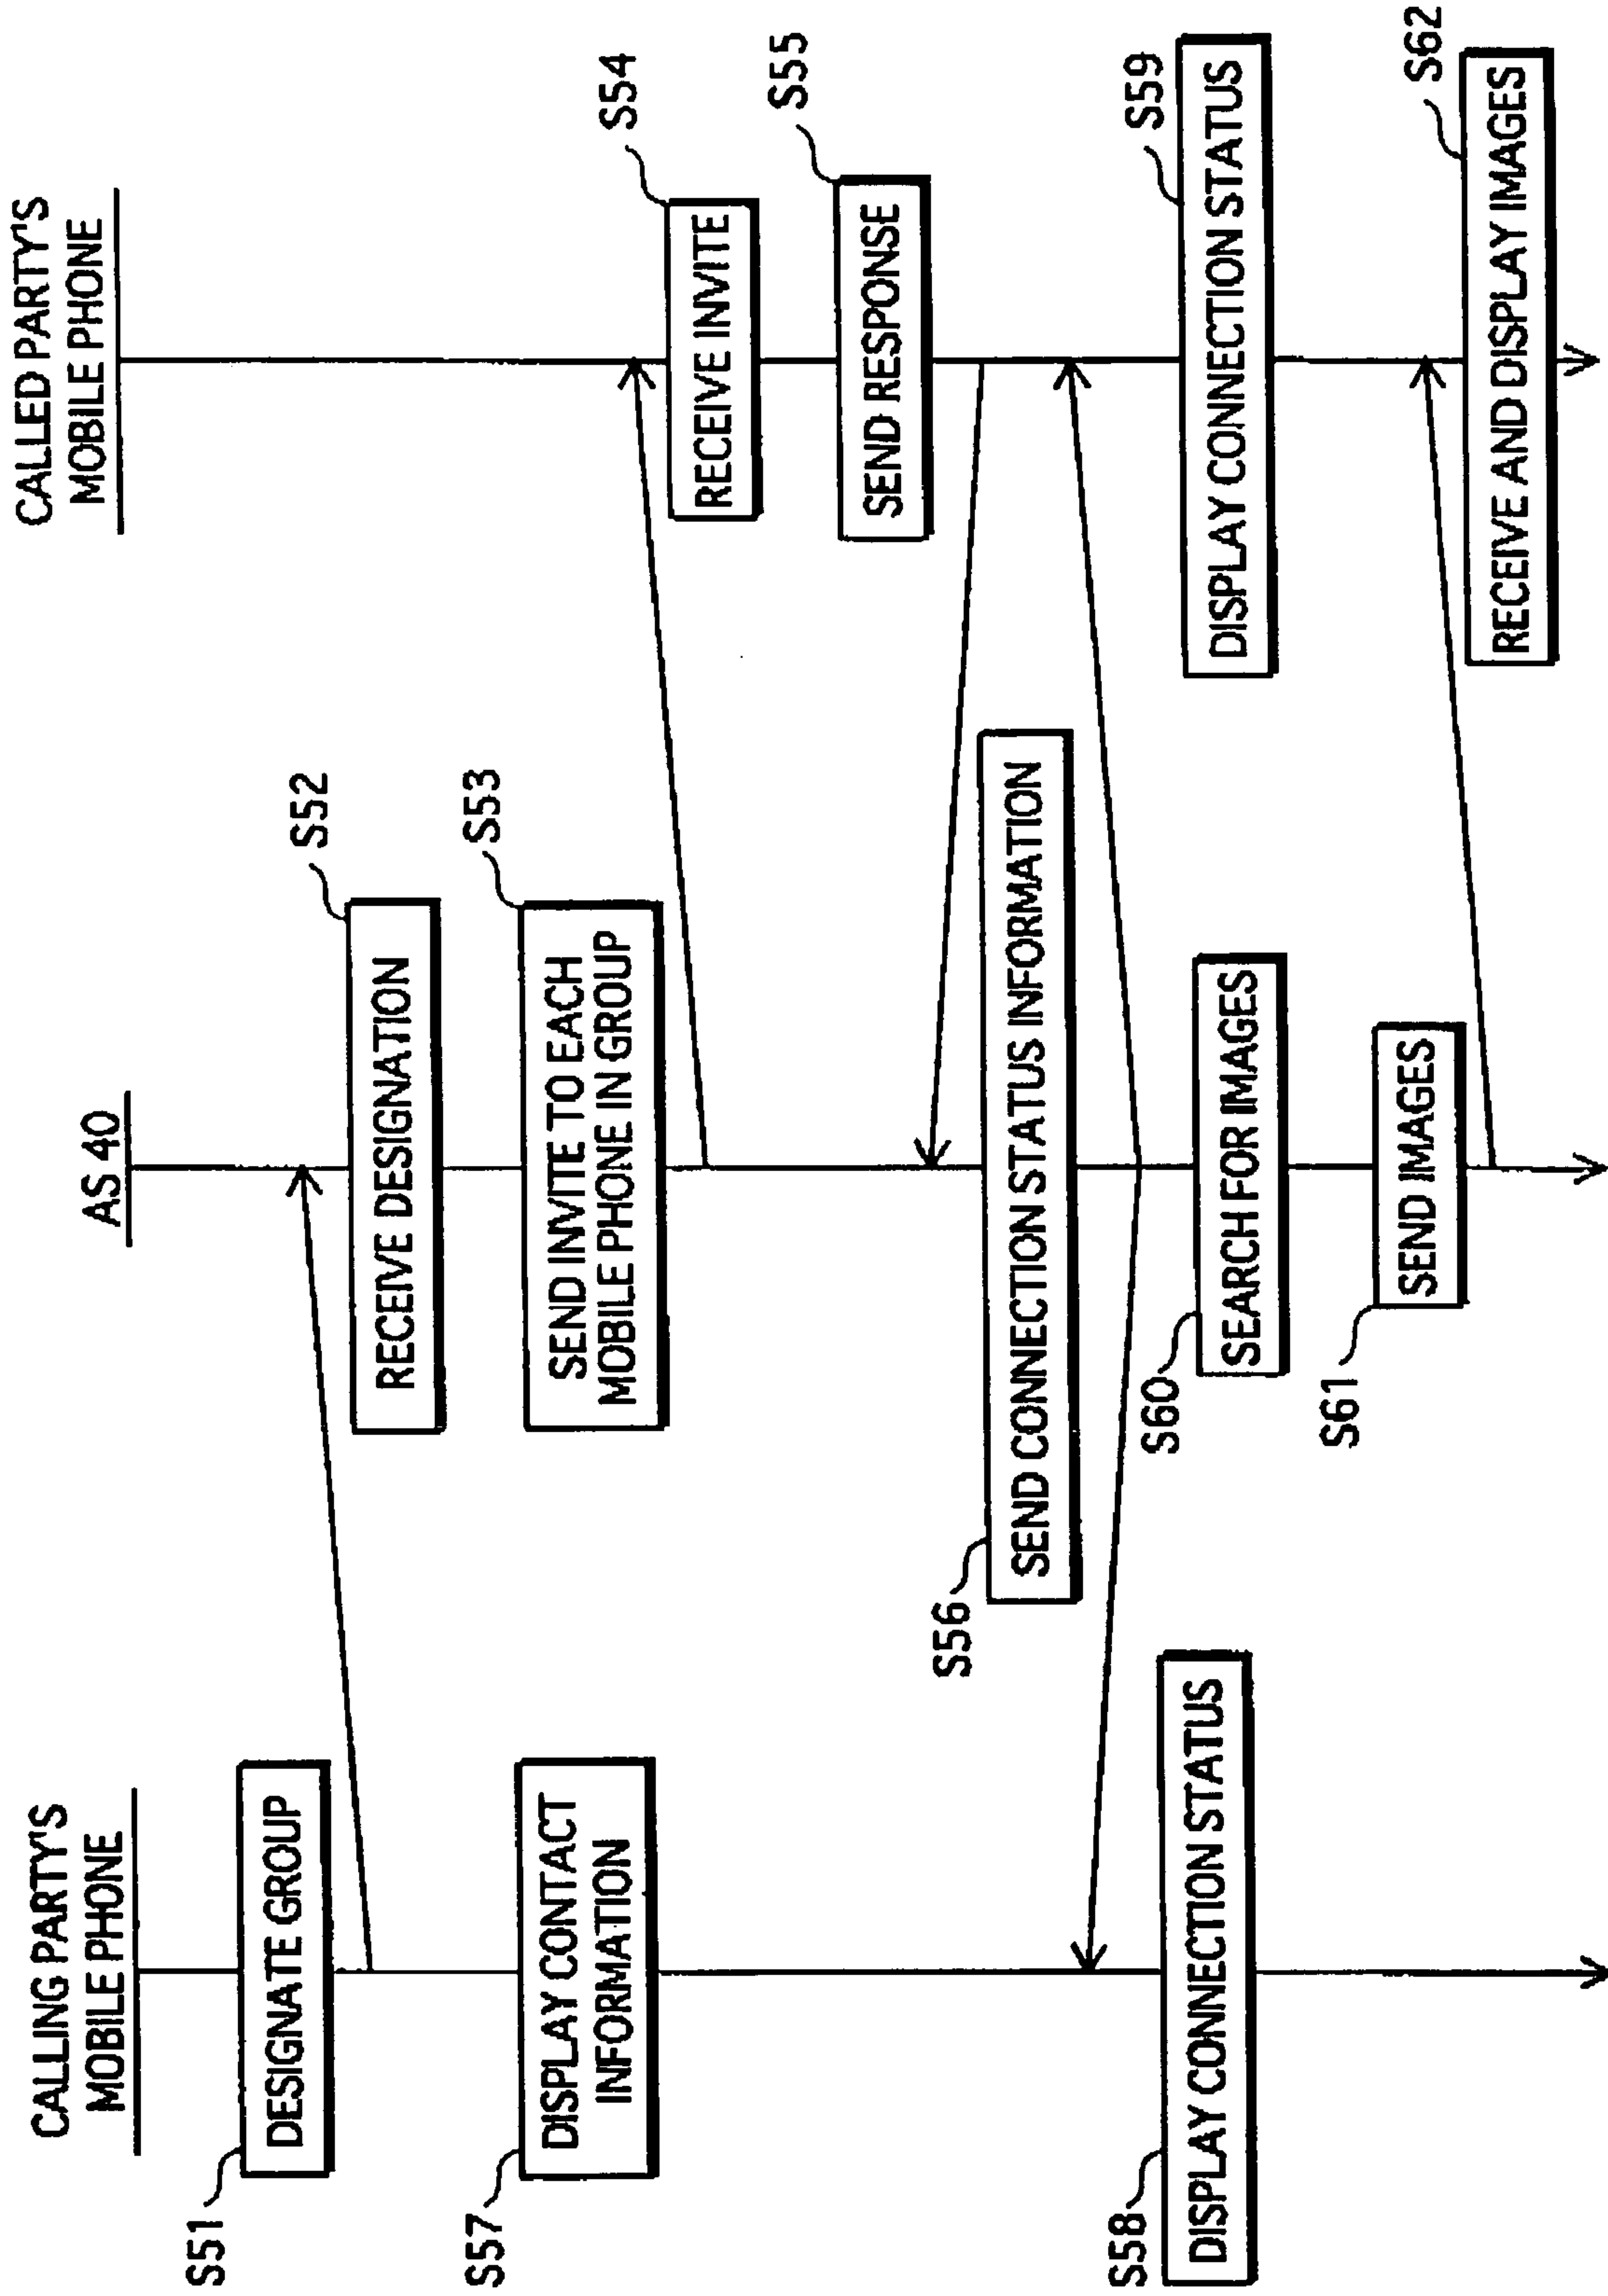 CALLING PARTY'S
MOBILE PHONE
AS 40
CALLED PARTY'S
MOBILE PHONE
S51
DESIGNATE GROUP
S52
RECEIVE DESIGNATION
S57
DISPLAY CONTACT
INFORMATION
S53
SEND INVITE TO EACH
MOBILE PHONE IN GROUP
S54
RECEIVE INVITE
S55
SEND RESPONSE
S56
SEND CONNECTION STATUS INFORMATION
S58
DISPLAY CONNECTION STATUS
S59
DISPLAY CONNECTION STATUS
S60
SEARCH FOR IMAGES
S61
SEND IMAGES
S62
RECEIVE AND DISPLAY IMAGES